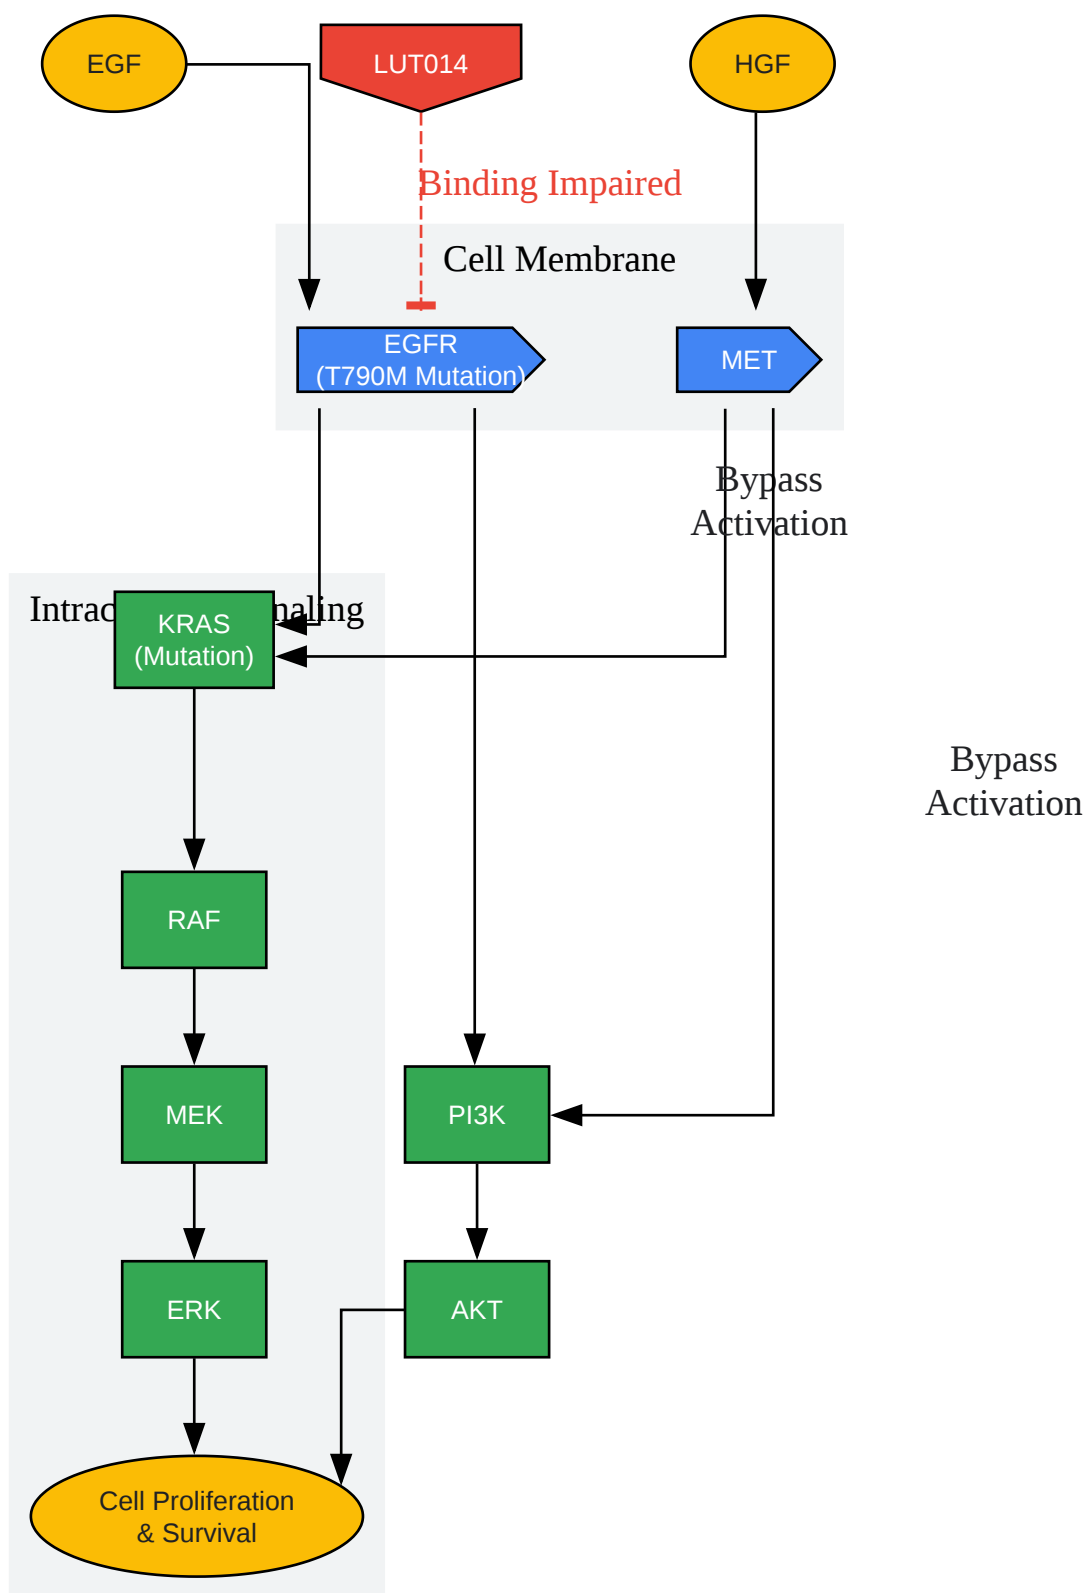 EGF
LUT014
HGF
Binding Impaired
Cell Membrane
EGFR
(T790M Mutation)
MET
Bypass
Activation
KRAS
(Mutation)
Bypass
Activation
RAF
MEK
PI3K
ERK
AKT
Cell Proliferation
& Survival